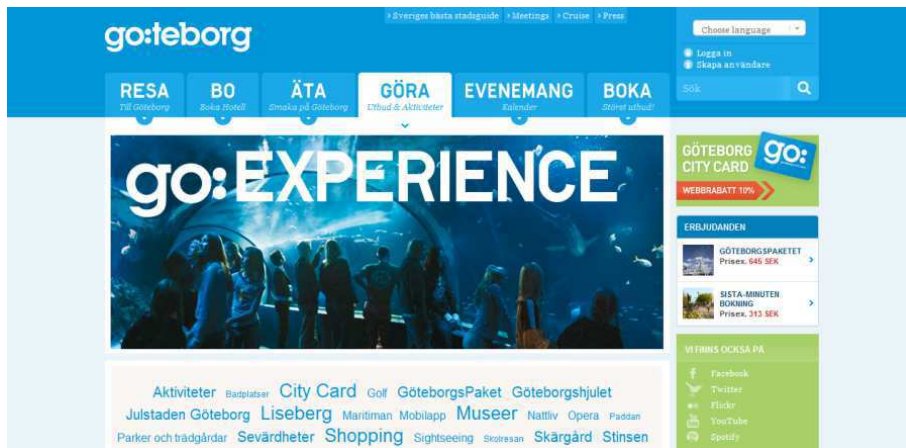 › Sveriges bästa stadsguide › Meetings › Cruise › Press
go:teborg
Choose language
Logga in
Skapa användare
Sök
RESA
Till Göteborg
BO
Boka Hotell
ÄTA
Smaka på Göteborg
GÖRA
Utbud & Aktiviteter
EVENEMANG
Kalender
BOKA
Störst utbud!
go:EXPERIENCE
GÖTEBORG
CITY CARD
go:
WEBBRABATT 10%
ERBJUDANDEN
GÖTEBORGSPAKETET
Prisex. 645 SEK
SISTA-MINUTEN
BOKNING
Prisex. 313 SEK
VI FINNS OCKSÅ PÅ
Facebook
Twitter
Flickr
YouTube
Spotify
Aktiviteter Badplatser City Card Golf GöteborgsPaket Göteborgshjulet
Julstaden Göteborg Liseberg Maritiman Mobilapp Museer Nattliv Opera Paddan
Parker och trädgårdar Sevärdheter Shopping Sightseeing Skolresan Skärgård Stinsen